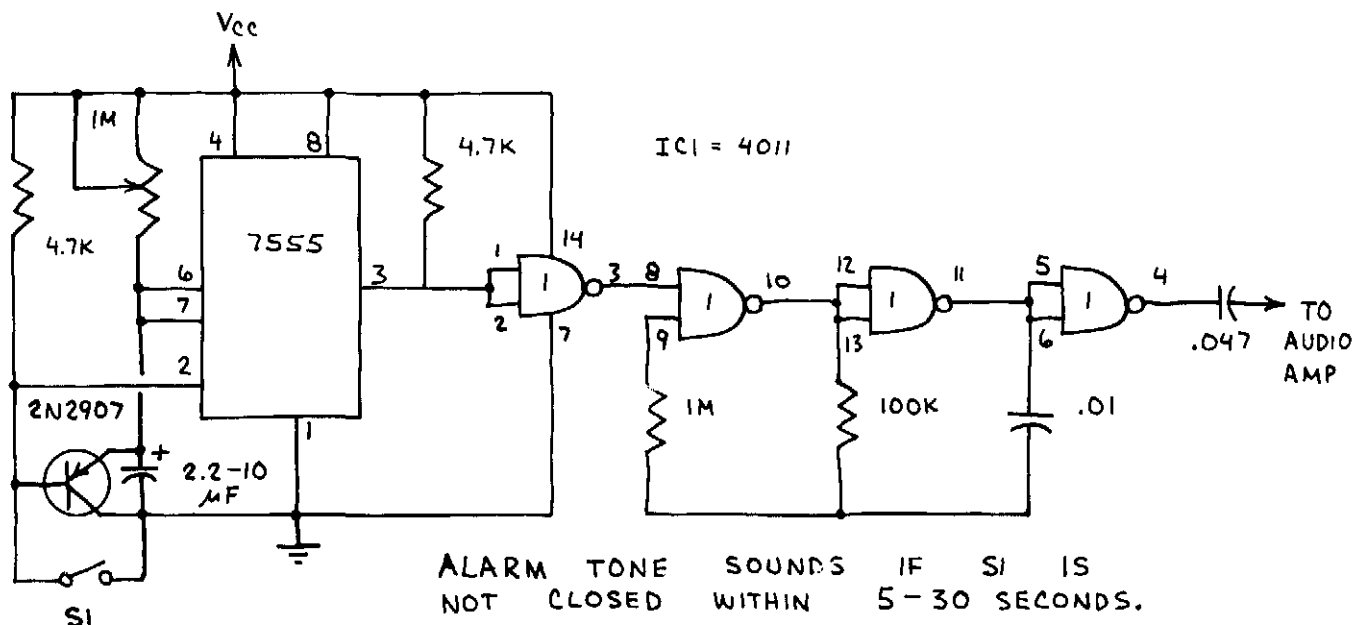 Vcc
1M
4
8
4.7K
IC1 = 4011
4.7K
7555
6
7
2
3
1
2
1
14
7
3
8
9
1
10
12
13
1
11
5
6
1
4
.047
TO
AUDIO
AMP
2N2907
1
+
2.2-10
µF
1M
100K
.01
S1
ALARM TONE SOUNDS IF S1 IS
NOT CLOSED WITHIN 5-30 SECONDS.